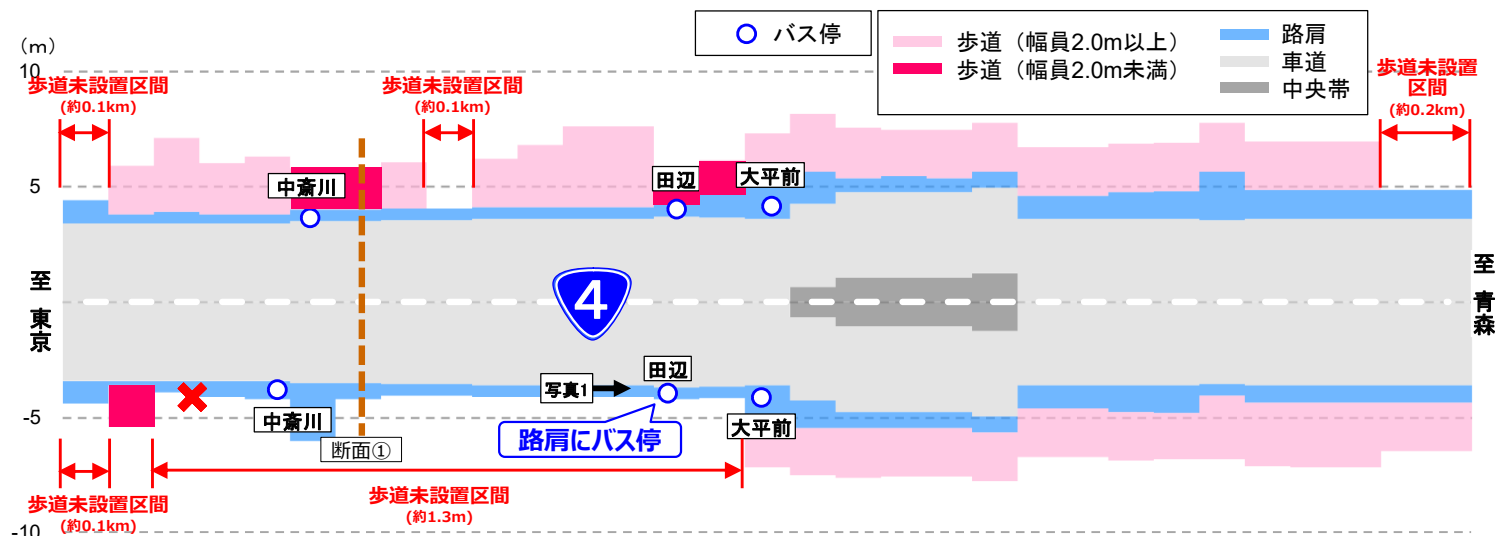 バス停
歩道（幅員2.0m以上）
歩道（幅員2.0m未満）
路肩
車道
中央帯
（m）
10
5
-5
-10
歩道未設置区間
(約0.1km)
歩道未設置区間
(約0.1km)
歩道未設置
区間
(約0.2km)
中斎川
田辺
大平前
至 東京
4
至 青森
写真1
田辺
中斎川
大平前
路肩にバス停
断面①
歩道未設置区間
(約0.1km)
歩道未設置区間
(約1.3m)